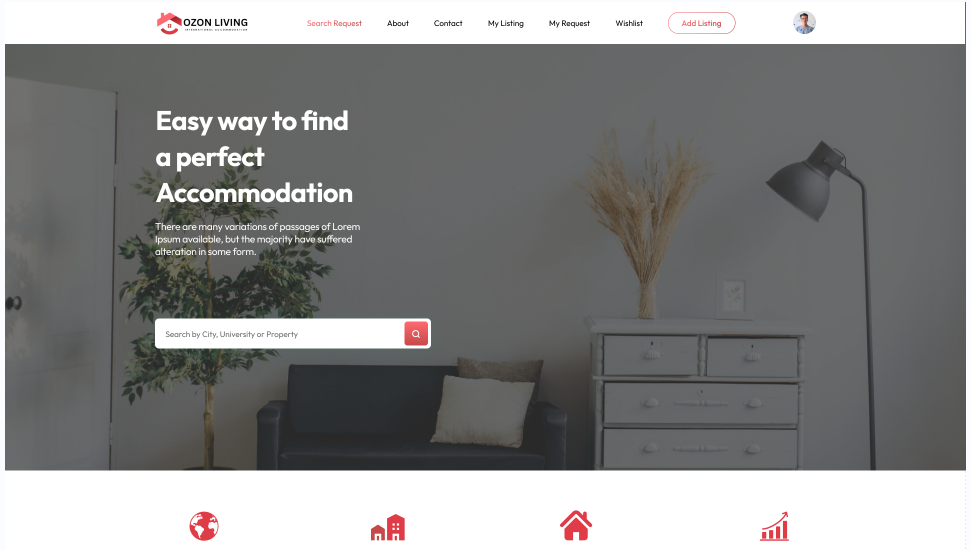 OZON LIVING
INTERNATIONAL ACCOMMODATION
Search Request
About
Contact
My Listing
My Request
Wishlist
Add Listing
Easy way to find
a perfect
Accommodation
There are many variations of passages of Lorem
Ipsum available, but the majority have suffered
alteration in some form.
Search by City, University or Property